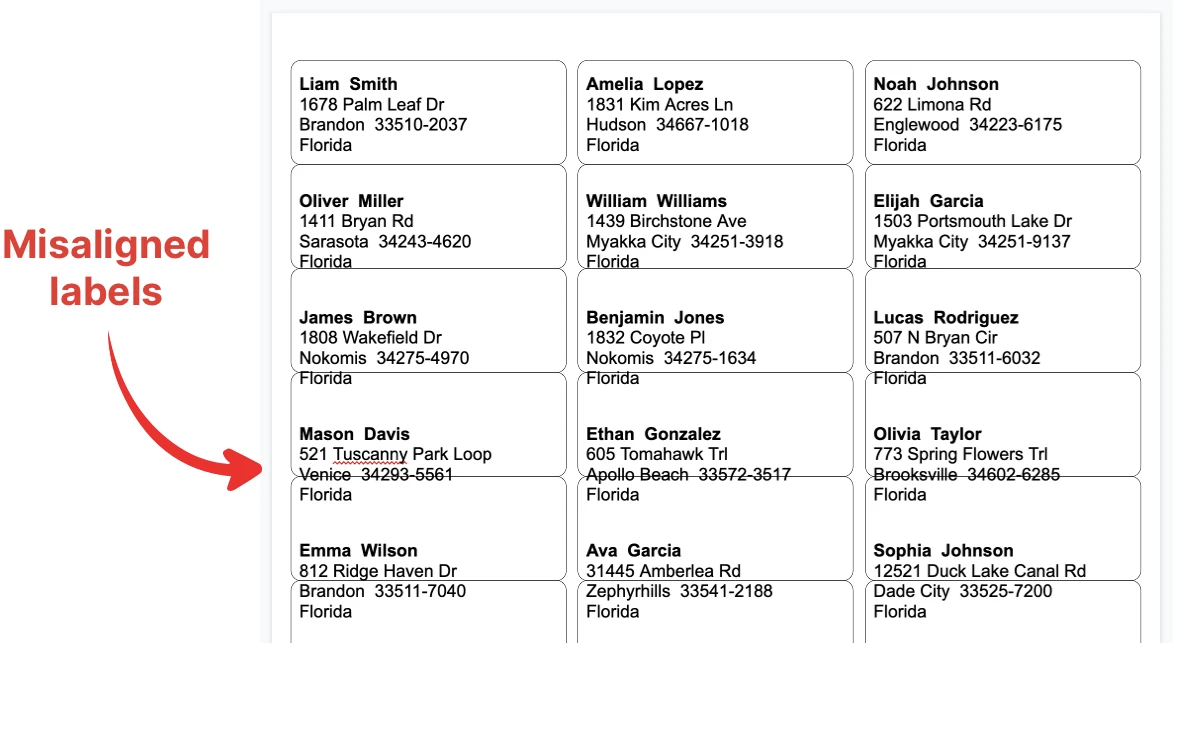 Misaligned
labels
Liam  Smith
1678 Palm Leaf Dr
Brandon  33510-2037
Florida
Amelia  Lopez
1831 Kim Acres Ln
Hudson  34667-1018
Florida
Noah  Johnson
622 Limona Rd
Englewood  34223-6175
Florida
Oliver  Miller
1411 Bryan Rd
Sarasota  34243-4620
Florida
William  Williams
1439 Birchstone Ave
Myakka City  34251-3918
Florida
Elijah  Garcia
1503 Portsmouth Lake Dr
Myakka City  34251-9137
Florida
James  Brown
1808 Wakefield Dr
Nokomis  34275-4970
Florida
Benjamin  Jones
1832 Coyote Pl
Nokomis  34275-1634
Florida
Lucas  Rodriguez
507 N Bryan Cir
Brandon  33511-6032
Florida
Mason  Davis
521 Tuscanny Park Loop
Venice  34293-5561
Florida
Ethan  Gonzalez
605 Tomahawk Trl
Apollo Beach  33572-3517
Florida
Olivia  Taylor
773 Spring Flowers Trl
Brooksville  34602-6285
Florida
Emma  Wilson
812 Ridge Haven Dr
Brandon  33511-7040
Florida
Ava  Garcia
31445 Amberlea Rd
Zephyrhills  33541-2188
Florida
Sophia  Johnson
12521 Duck Lake Canal Rd
Dade City  33525-7200
Florida